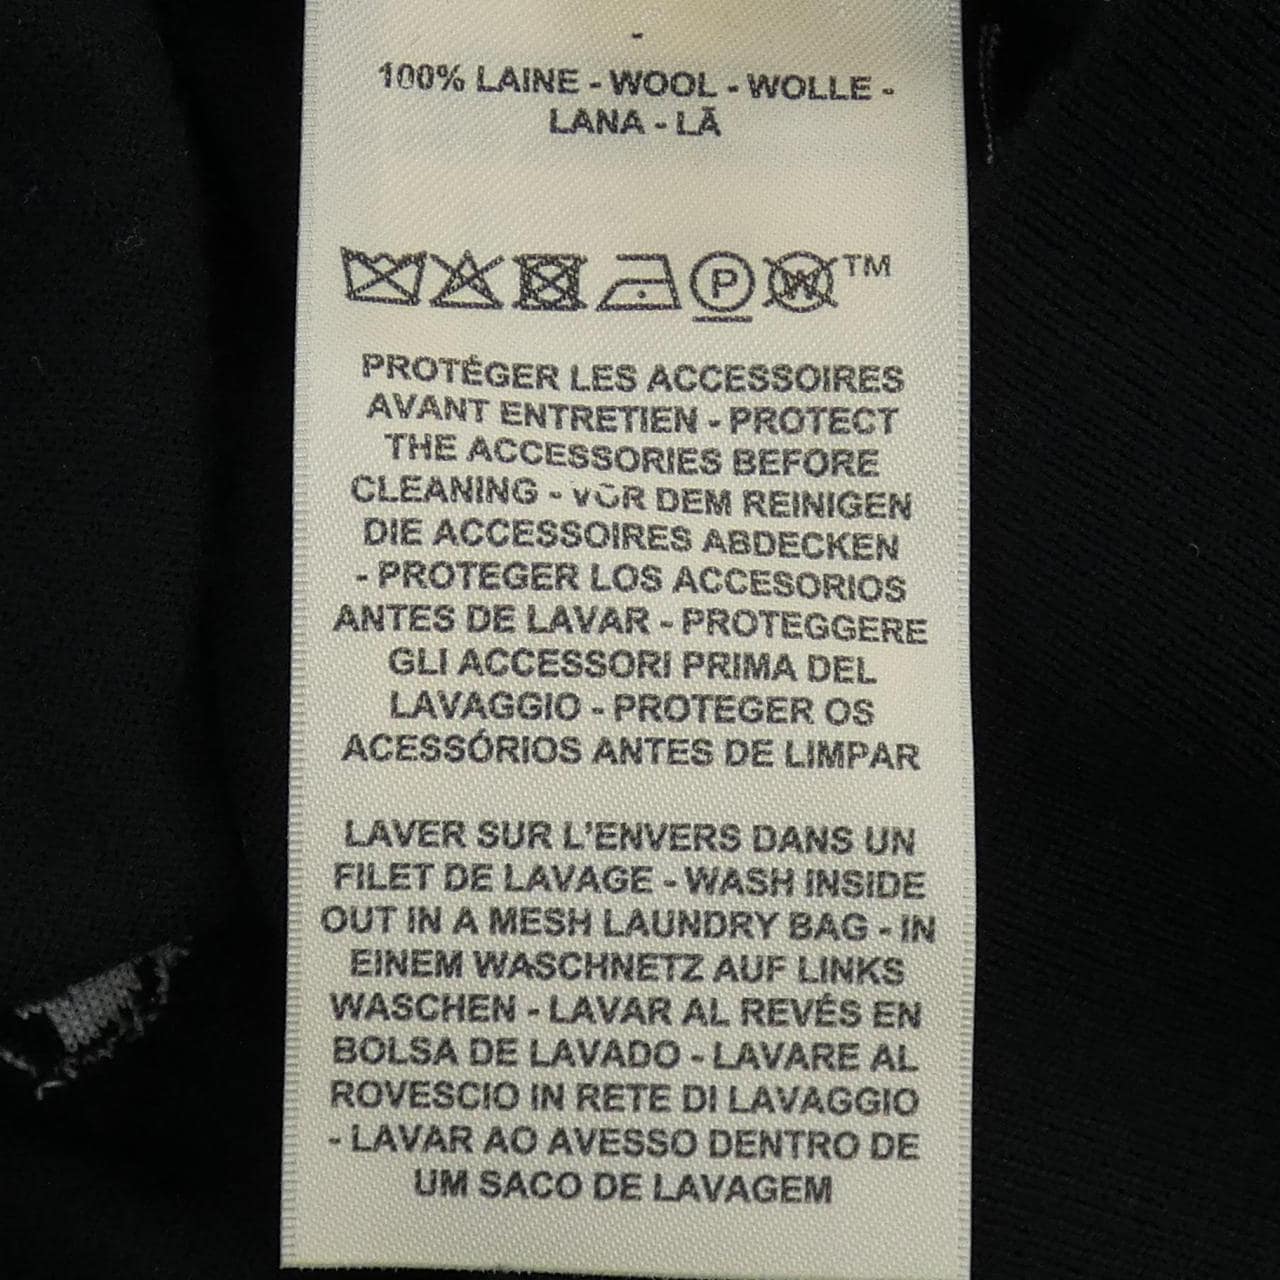 -
100% LAINE - WOOL - WOLLE -
LANA - LÃ
P W TM
PROTÉGER LES ACCESSOIRES
AVANT ENTRETIEN - PROTECT
THE ACCESSORIES BEFORE
CLEANING - VOR DEM REINIGEN
DIE ACCESSOIRES ABDECKEN
- PROTEGER LOS ACCESORIOS
ANTES DE LAVAR - PROTEGGERE
GLI ACCESSORI PRIMA DEL
LAVAGGIO - PROTEGER OS
ACESSÓRIOS ANTES DE LIMPAR
LAVER SUR L'ENVERS DANS UN
FILET DE LAVAGE - WASH INSIDE
OUT IN A MESH LAUNDRY BAG - IN
EINEM WASCHNETZ AUF LINKS
WASCHEN - LAVAR AL REVÉS EN
BOLSA DE LAVADO - LAVARE AL
ROVESCIO IN RETE DI LAVAGGIO
- LAVAR AO AVESSO DENTRO DE
UM SACO DE LAVAGEM